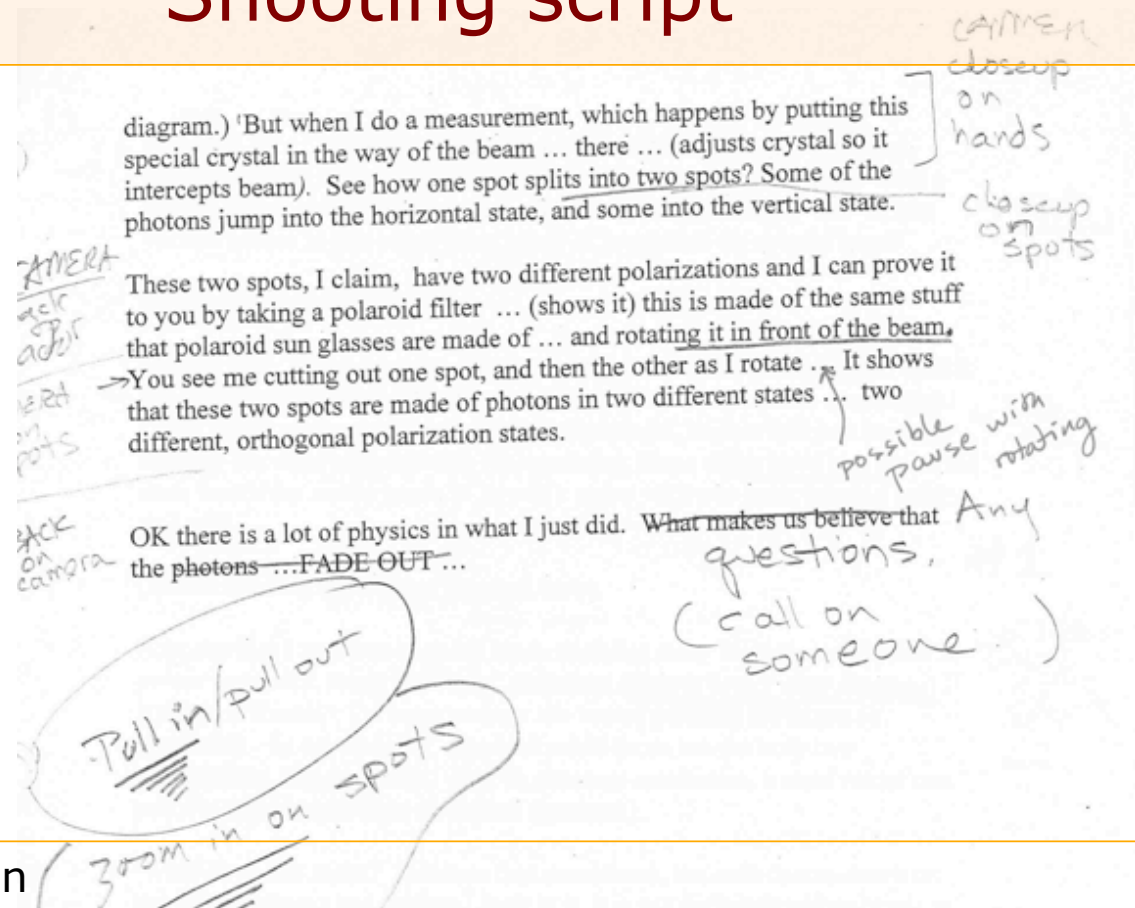 Shooting script
CAMERA
closeup
on
hands
diagram.) 'But when I do a measurement, which happens by putting this
special crystal in the way of the beam ... there ... (adjusts crystal so it
intercepts beam). See how one spot splits into two spots? Some of the
photons jump into the horizontal state, and some into the vertical state.
closeup
on
spots
AMERA
These two spots, I claim, have two different polarizations and I can prove it
to you by taking a polaroid filter ... (shows it) this is made of the same stuff
that polaroid sun glasses are made of ... and rotating it in front of the beam.
You see me cutting out one spot, and then the other as I rotate ... It shows
that these two spots are made of photons in two different states ... two
different, orthogonal polarization states.
possible
pause with
rotating
ACK
on
camera
OK there is a lot of physics in what I just did. What makes us believe that Any
the photons ...FADE OUT ...
questions.
(call on
someone.)
Pull in/pull out
zoom in on spots
n